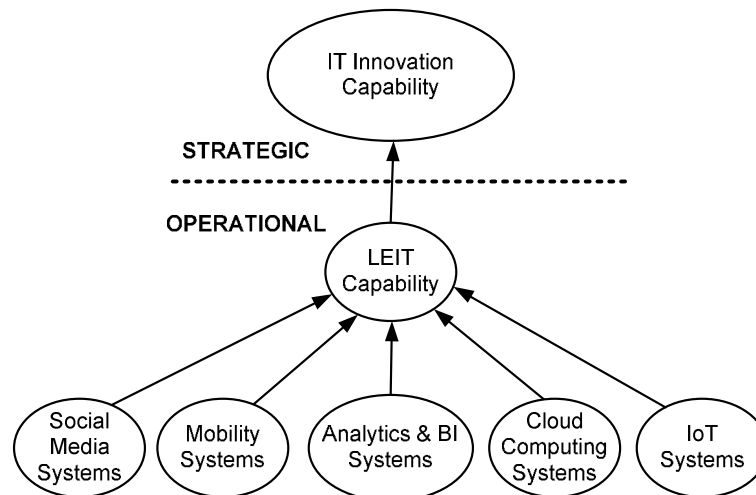 IT Innovation
Capability
STRATEGIC
OPERATIONAL
LEIT
Capability
Social
Media
Systems
Mobility
Systems
Analytics & BI
Systems
Cloud
Computing
Systems
IoT
Systems